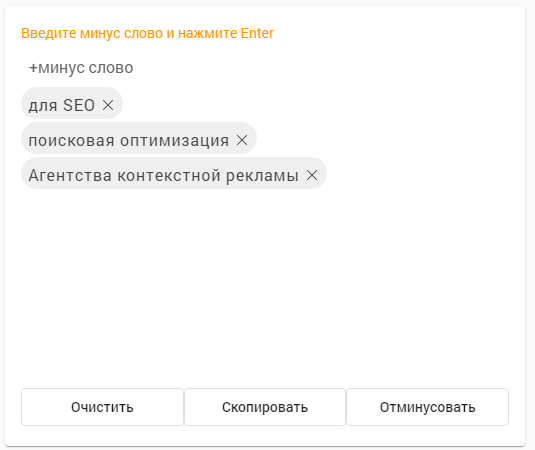 Введите минус слово и нажмите Enter
+минус слово
для SEO
поисковая оптимизация
Агентства контекстной рекламы
Очистить Скопировать Отминусовать